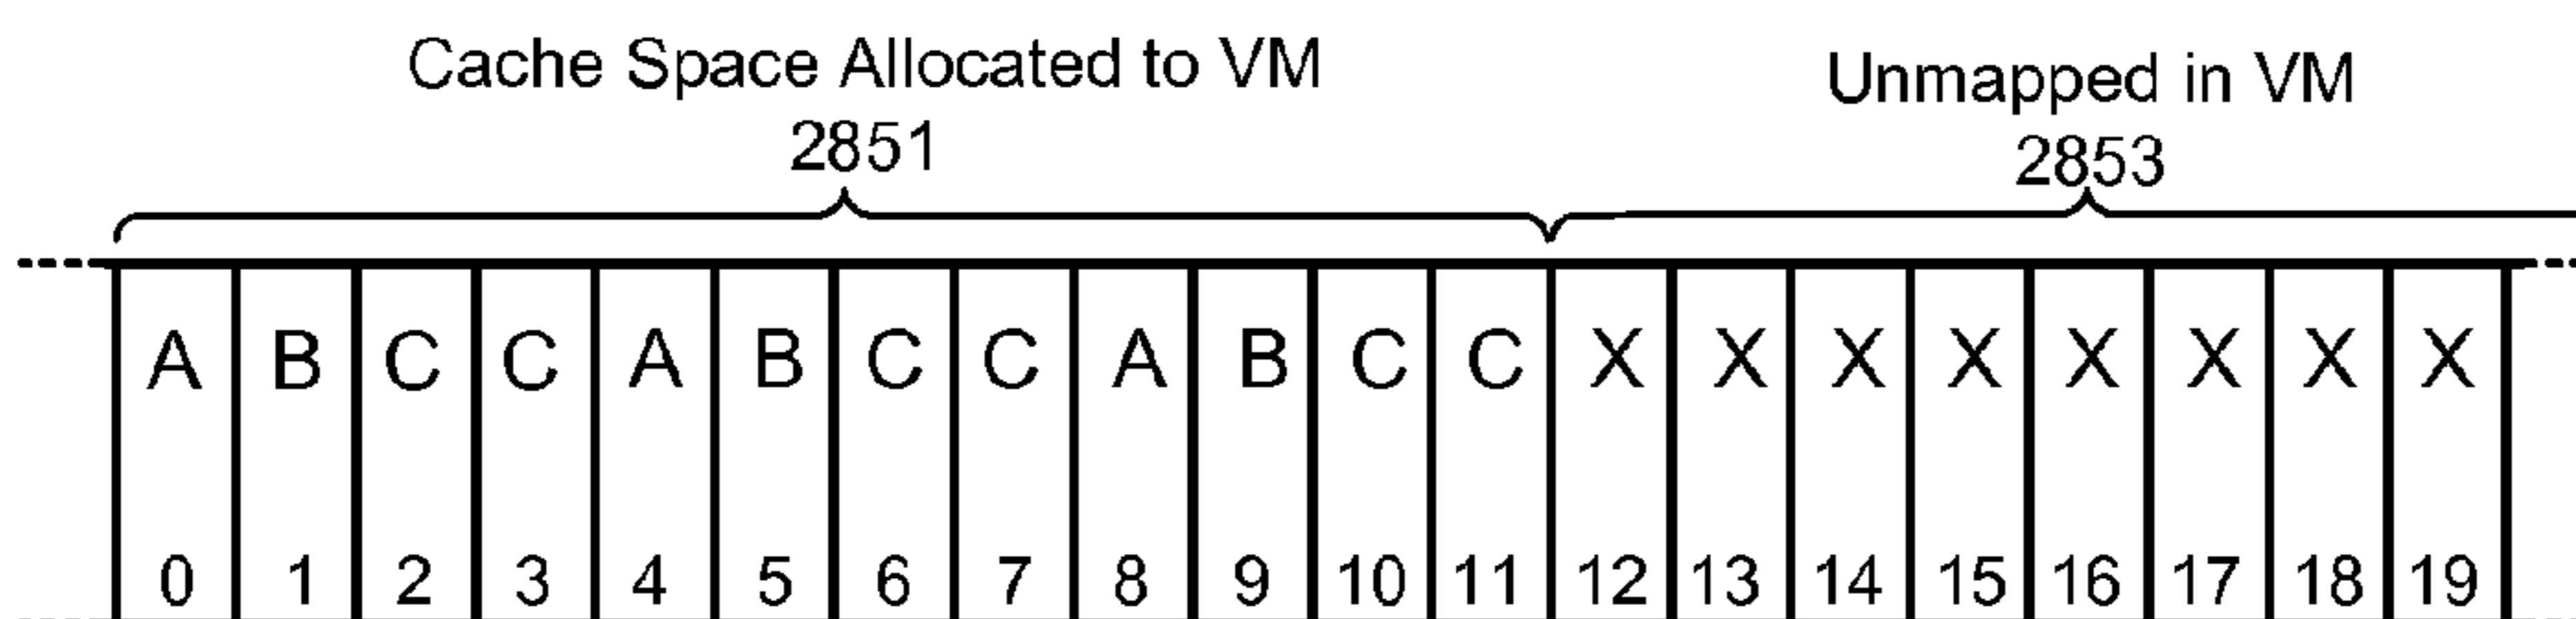 Cache Space Allocated to VM
2851
Unmapped in VM
2853
A B C C A B C C A B C C X X X X X X X X
0 1 2 3 4 5 6 7 8 9 10 11 12 13 14 15 16 17 18 19